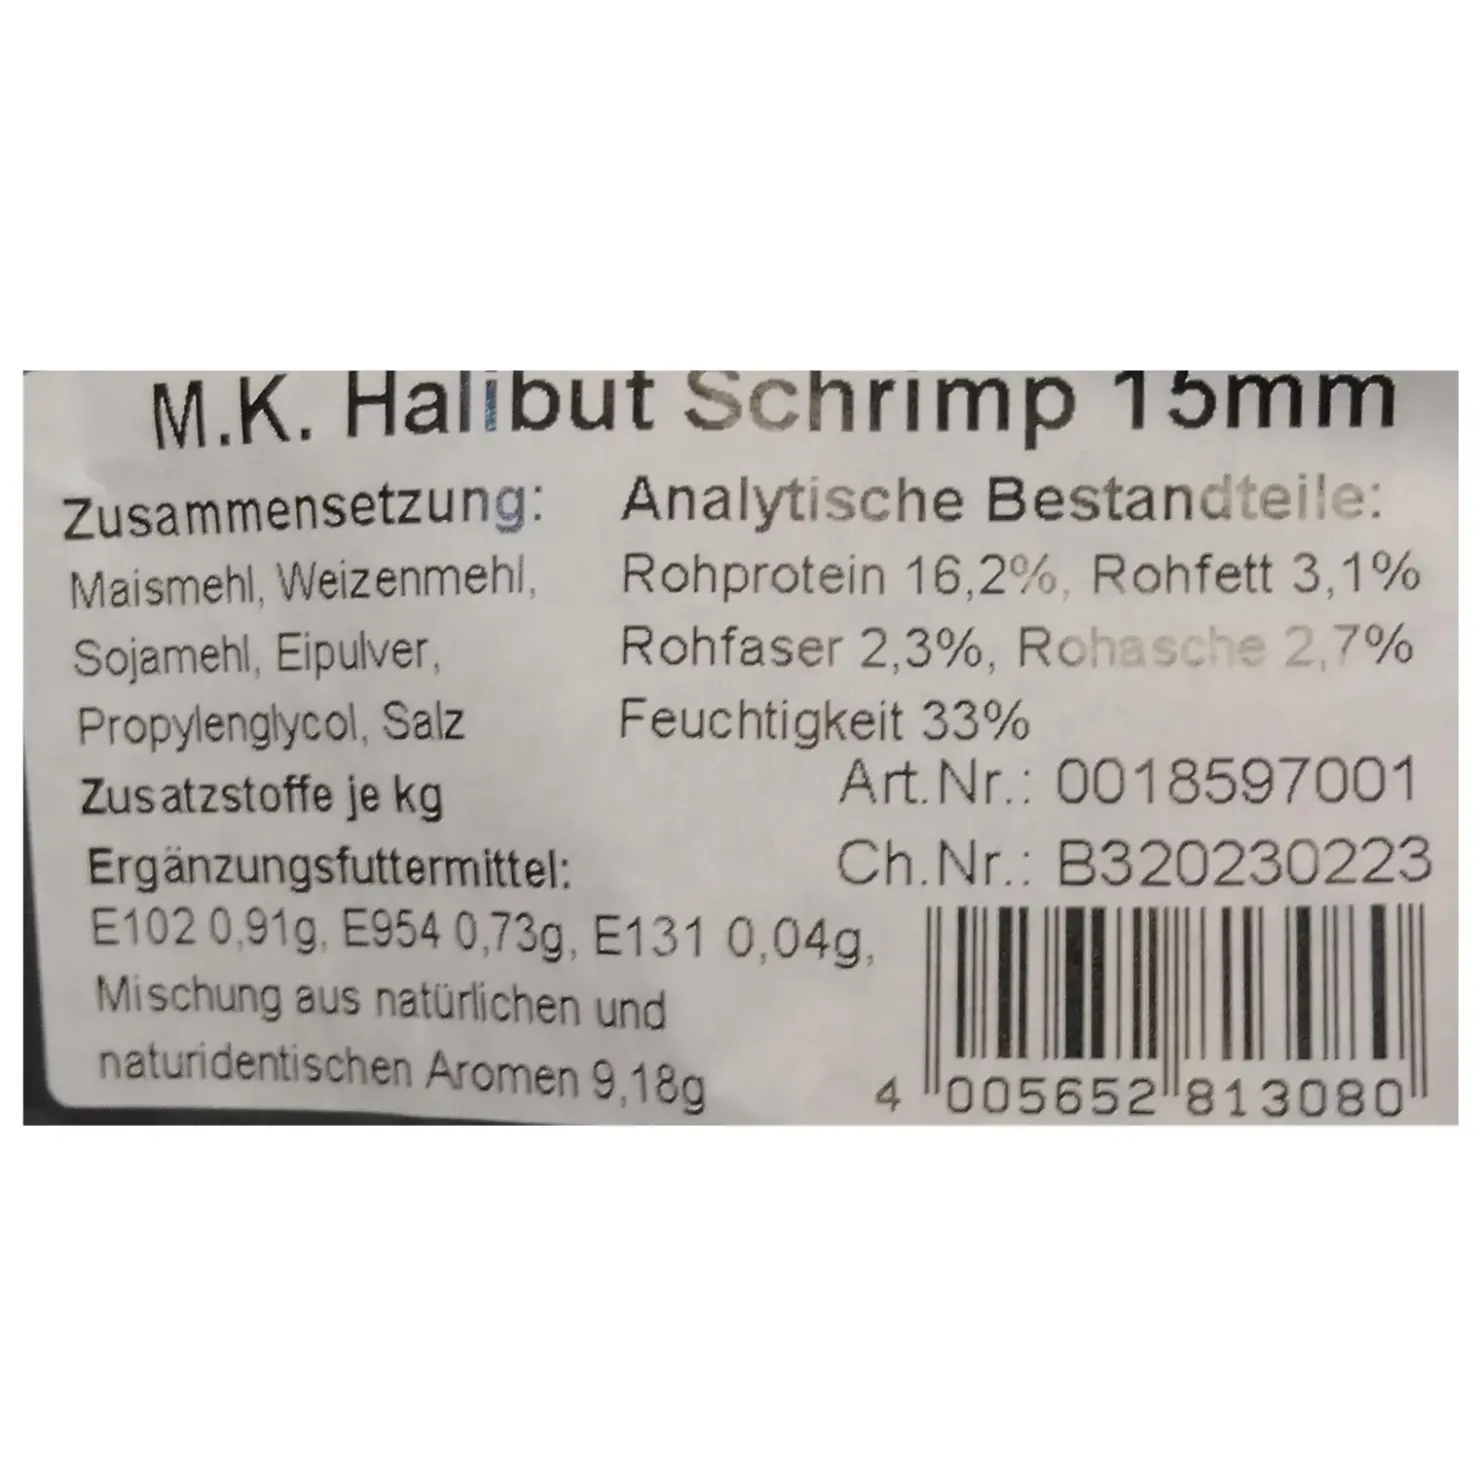 M.K. Halibut Schrimp 15mm
Zusammensetzung:
Maismehl, Weizenmehl,
Sojamehl, Eipulver,
Propylenglycol, Salz
Zusatzstoffe je kg
Ergänzungsfuttermittel:
E102 0,91g, E954 0,73g, E131 0,04g,
Mischung aus natürlichen und
naturidentischen Aromen 9,18g
Analytische Bestandteile:
Rohprotein 16,2%, Rohfett 3,1%
Rohfaser 2,3%, Rohasche 2,7%
Feuchtigkeit 33%
Art.Nr.: 0018597001
Ch.Nr.: B320230223
4 005652 813080